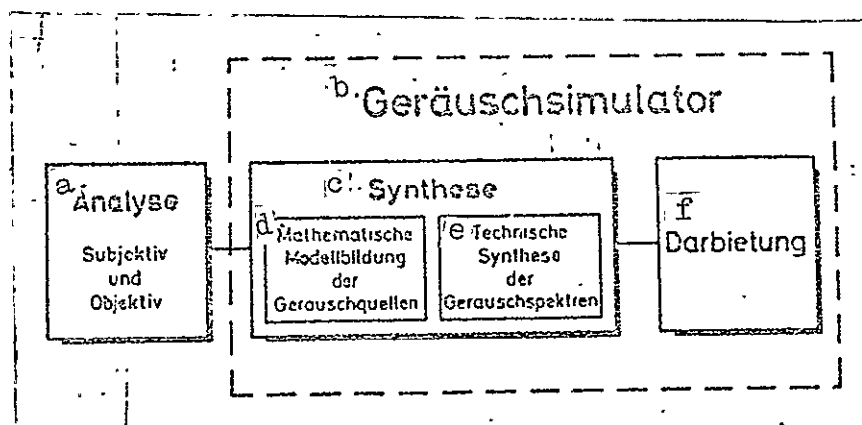 b. Geräuschsimulator
a Analyse
Subjektiv
und
Objektiv
c. Synthese
d Mathematische
Modellbildung
der
Geräuschquellen
e Technische
Synthese
der
Geräuschspektren
f
Darbietung